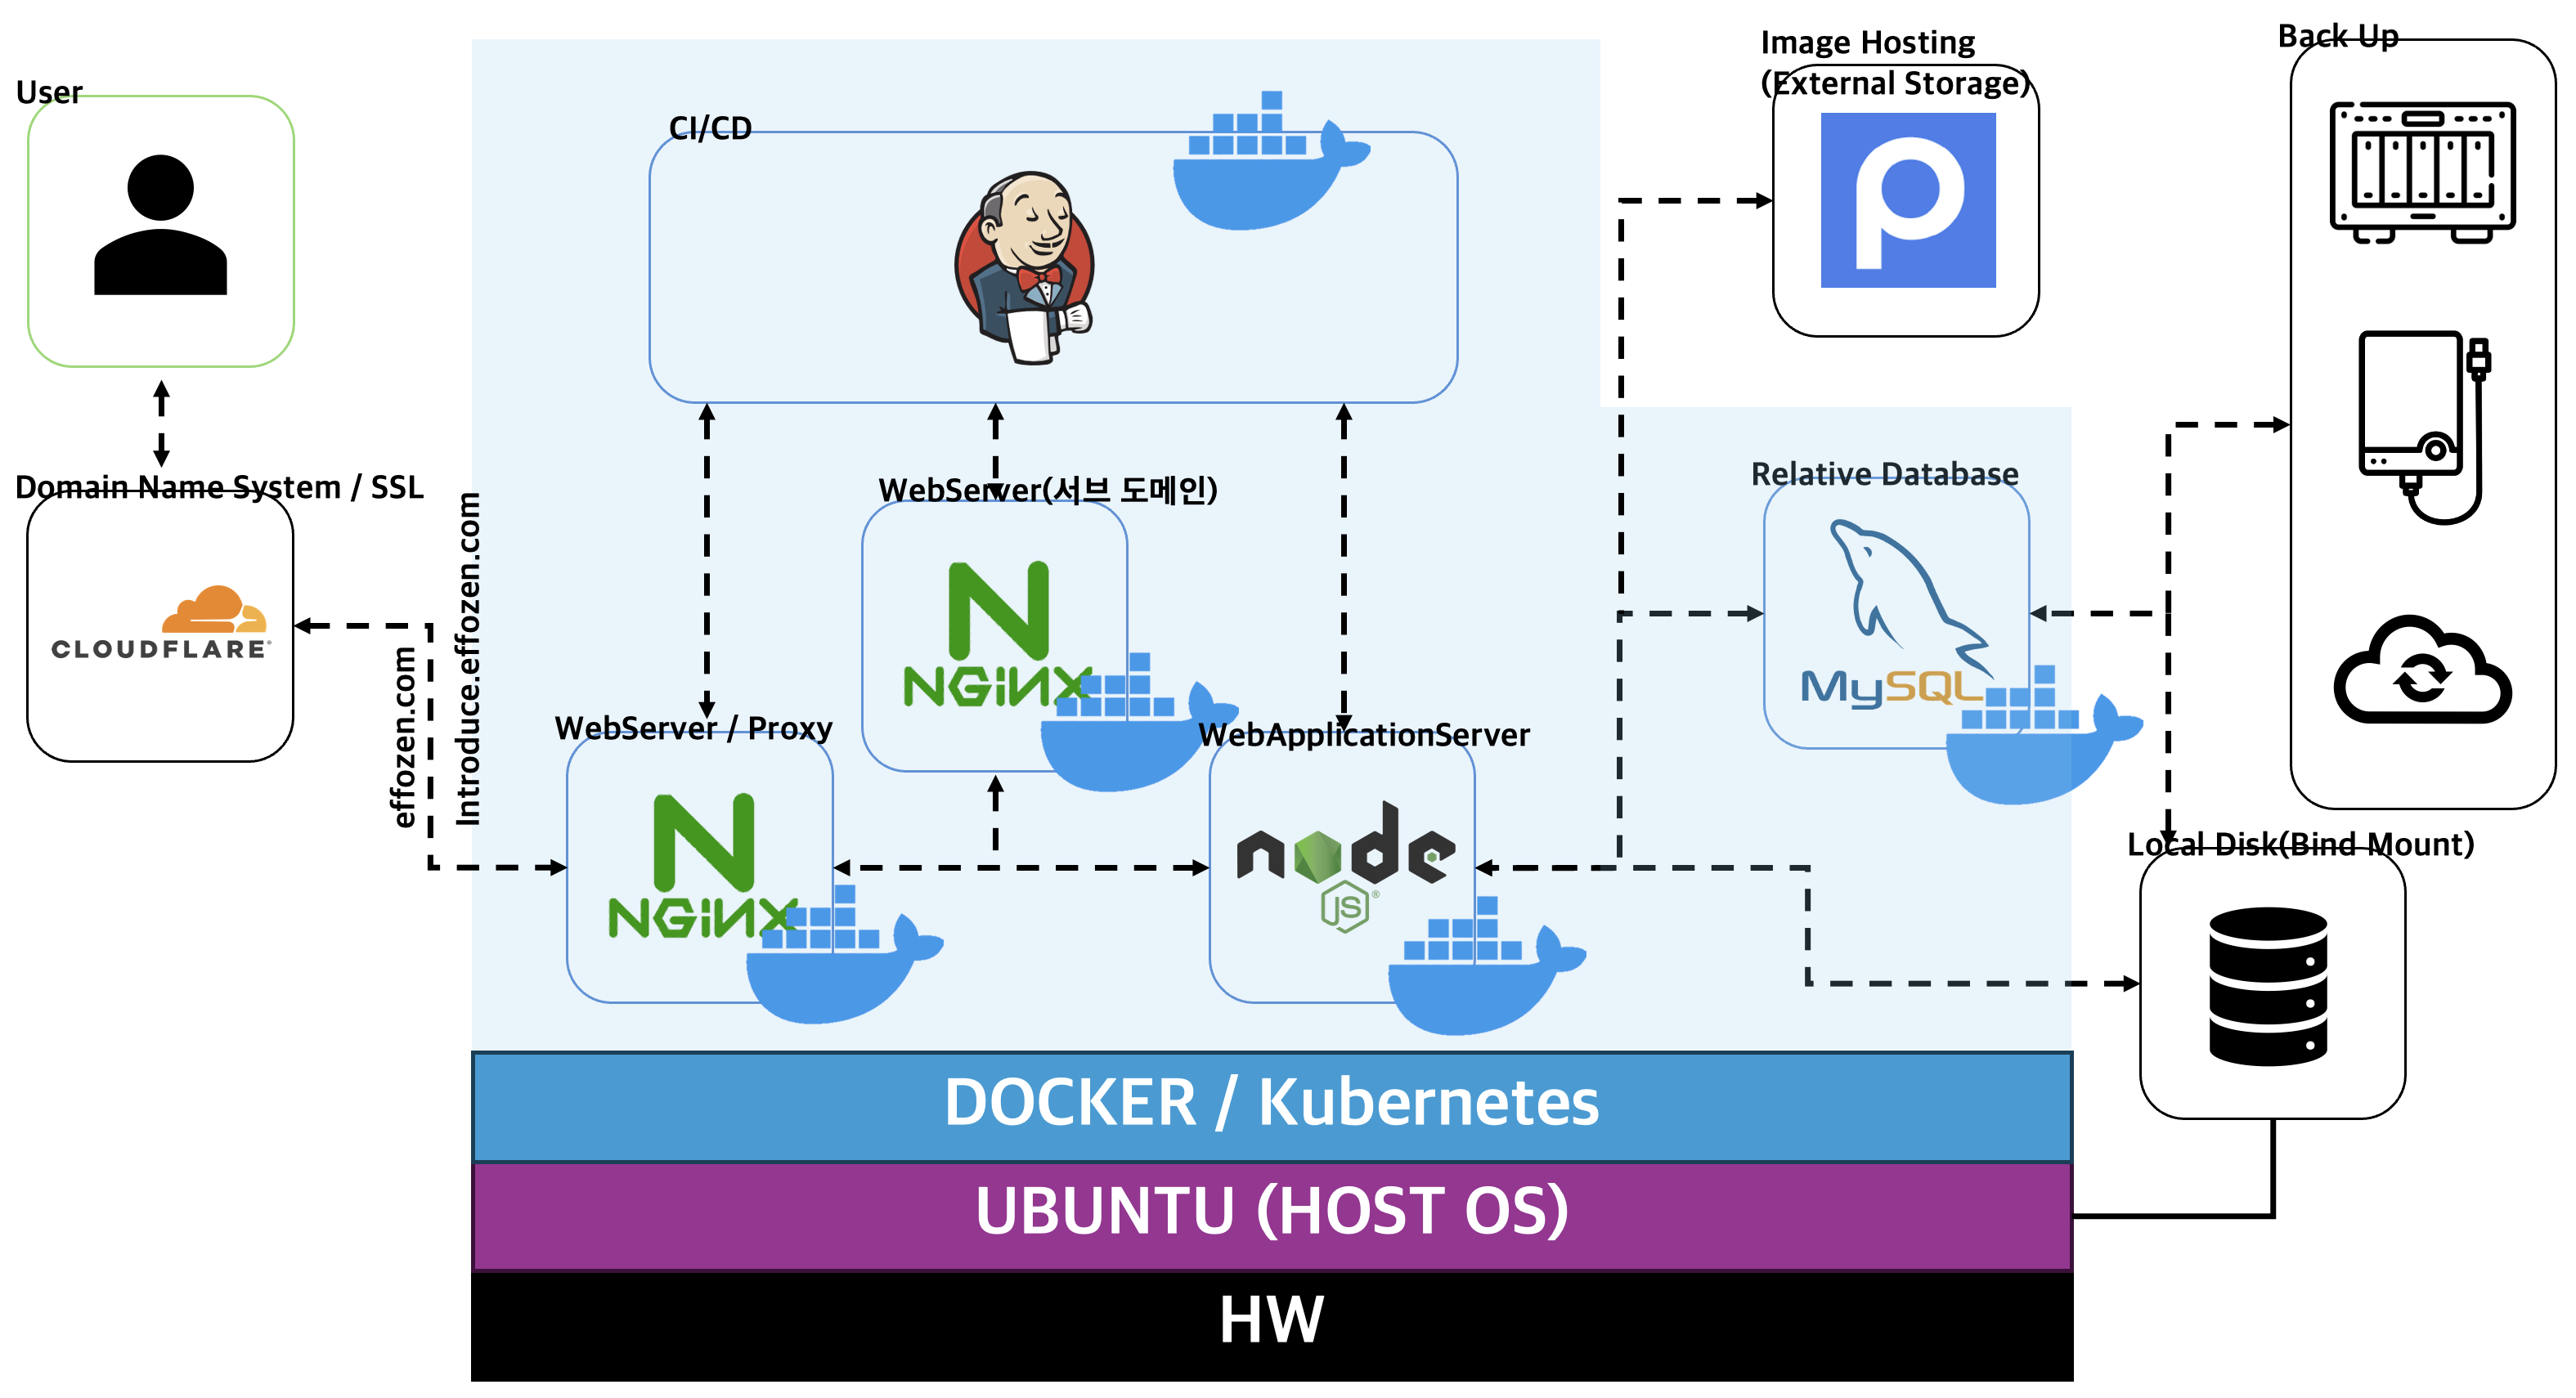 User
Domain Name System / SSL
CLOUDFLARE
effozen.com
Introduce.effozen.com
CI/CD
WebServer(서브 도메인)
NGINX
WebServer / Proxy
NGINX
WebApplicationServer
node
JS
Image Hosting
(External Storage)
Relative Database
MySQL
Back Up
Local Disk(Bind Mount)
DOCKER / Kubernetes
UBUNTU (HOST OS)
HW